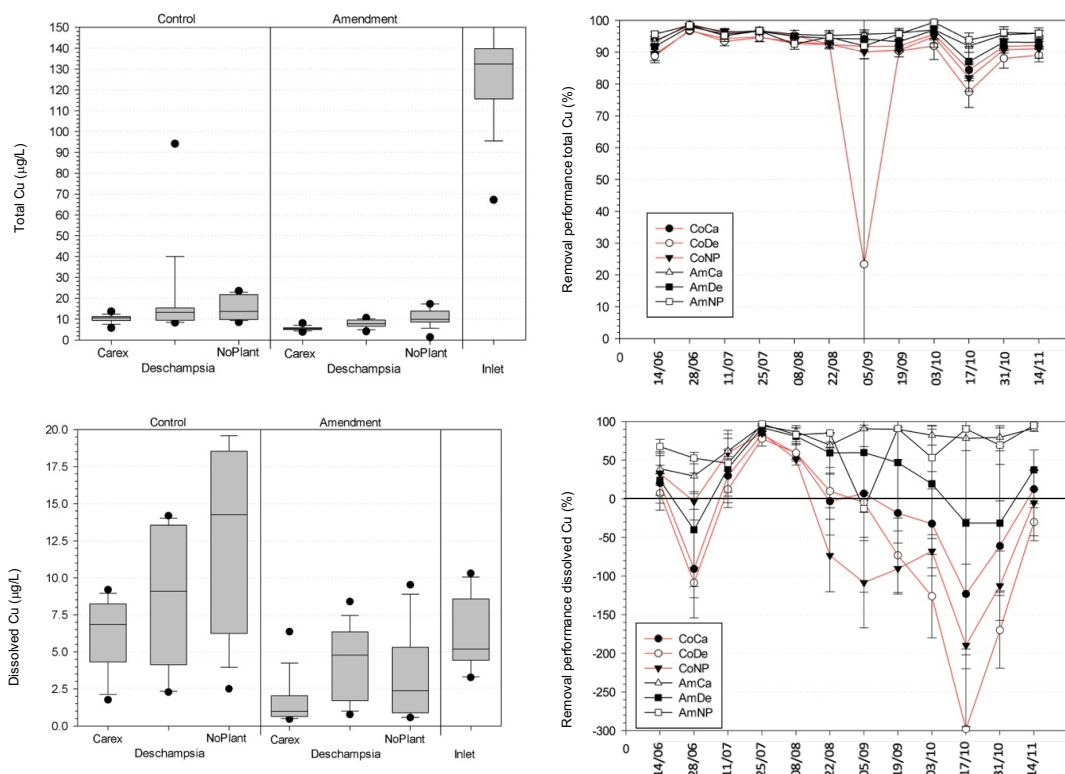 Control
Amendment
Total Cu (µg/L)
150
140
130
120
110
100
90
80
70
60
50
40
30
20
10
0
Carex
NoPlant
Carex
NoPlant
Deschampsia
Deschampsia
Inlet
Removal performance total Cu (%)
100
90
80
70
60
50
40
30
20
10
0
CoCa
CoDe
CoNP
AmCa
AmDe
AmNP
0
14/06
28/06
11/07
25/07
08/08
22/08
05/09
19/09
03/10
17/10
31/10
14/11
Control
Amendment
Dissolved Cu (µg/L)
20.0
17.5
15.0
12.5
10.0
7.5
5.0
2.5
0.0
Carex
NoPlant
Carex
NoPlant
Deschampsia
Deschampsia
Inlet
Removal performance dissolved Cu (%)
100
50
0
-50
-100
-150
-200
-250
-300
CoCa
CoDe
CoNP
AmCa
AmDe
AmNP
0
14/06
28/06
11/07
25/07
08/08
22/08
05/09
19/09
03/10
17/10
31/10
14/11